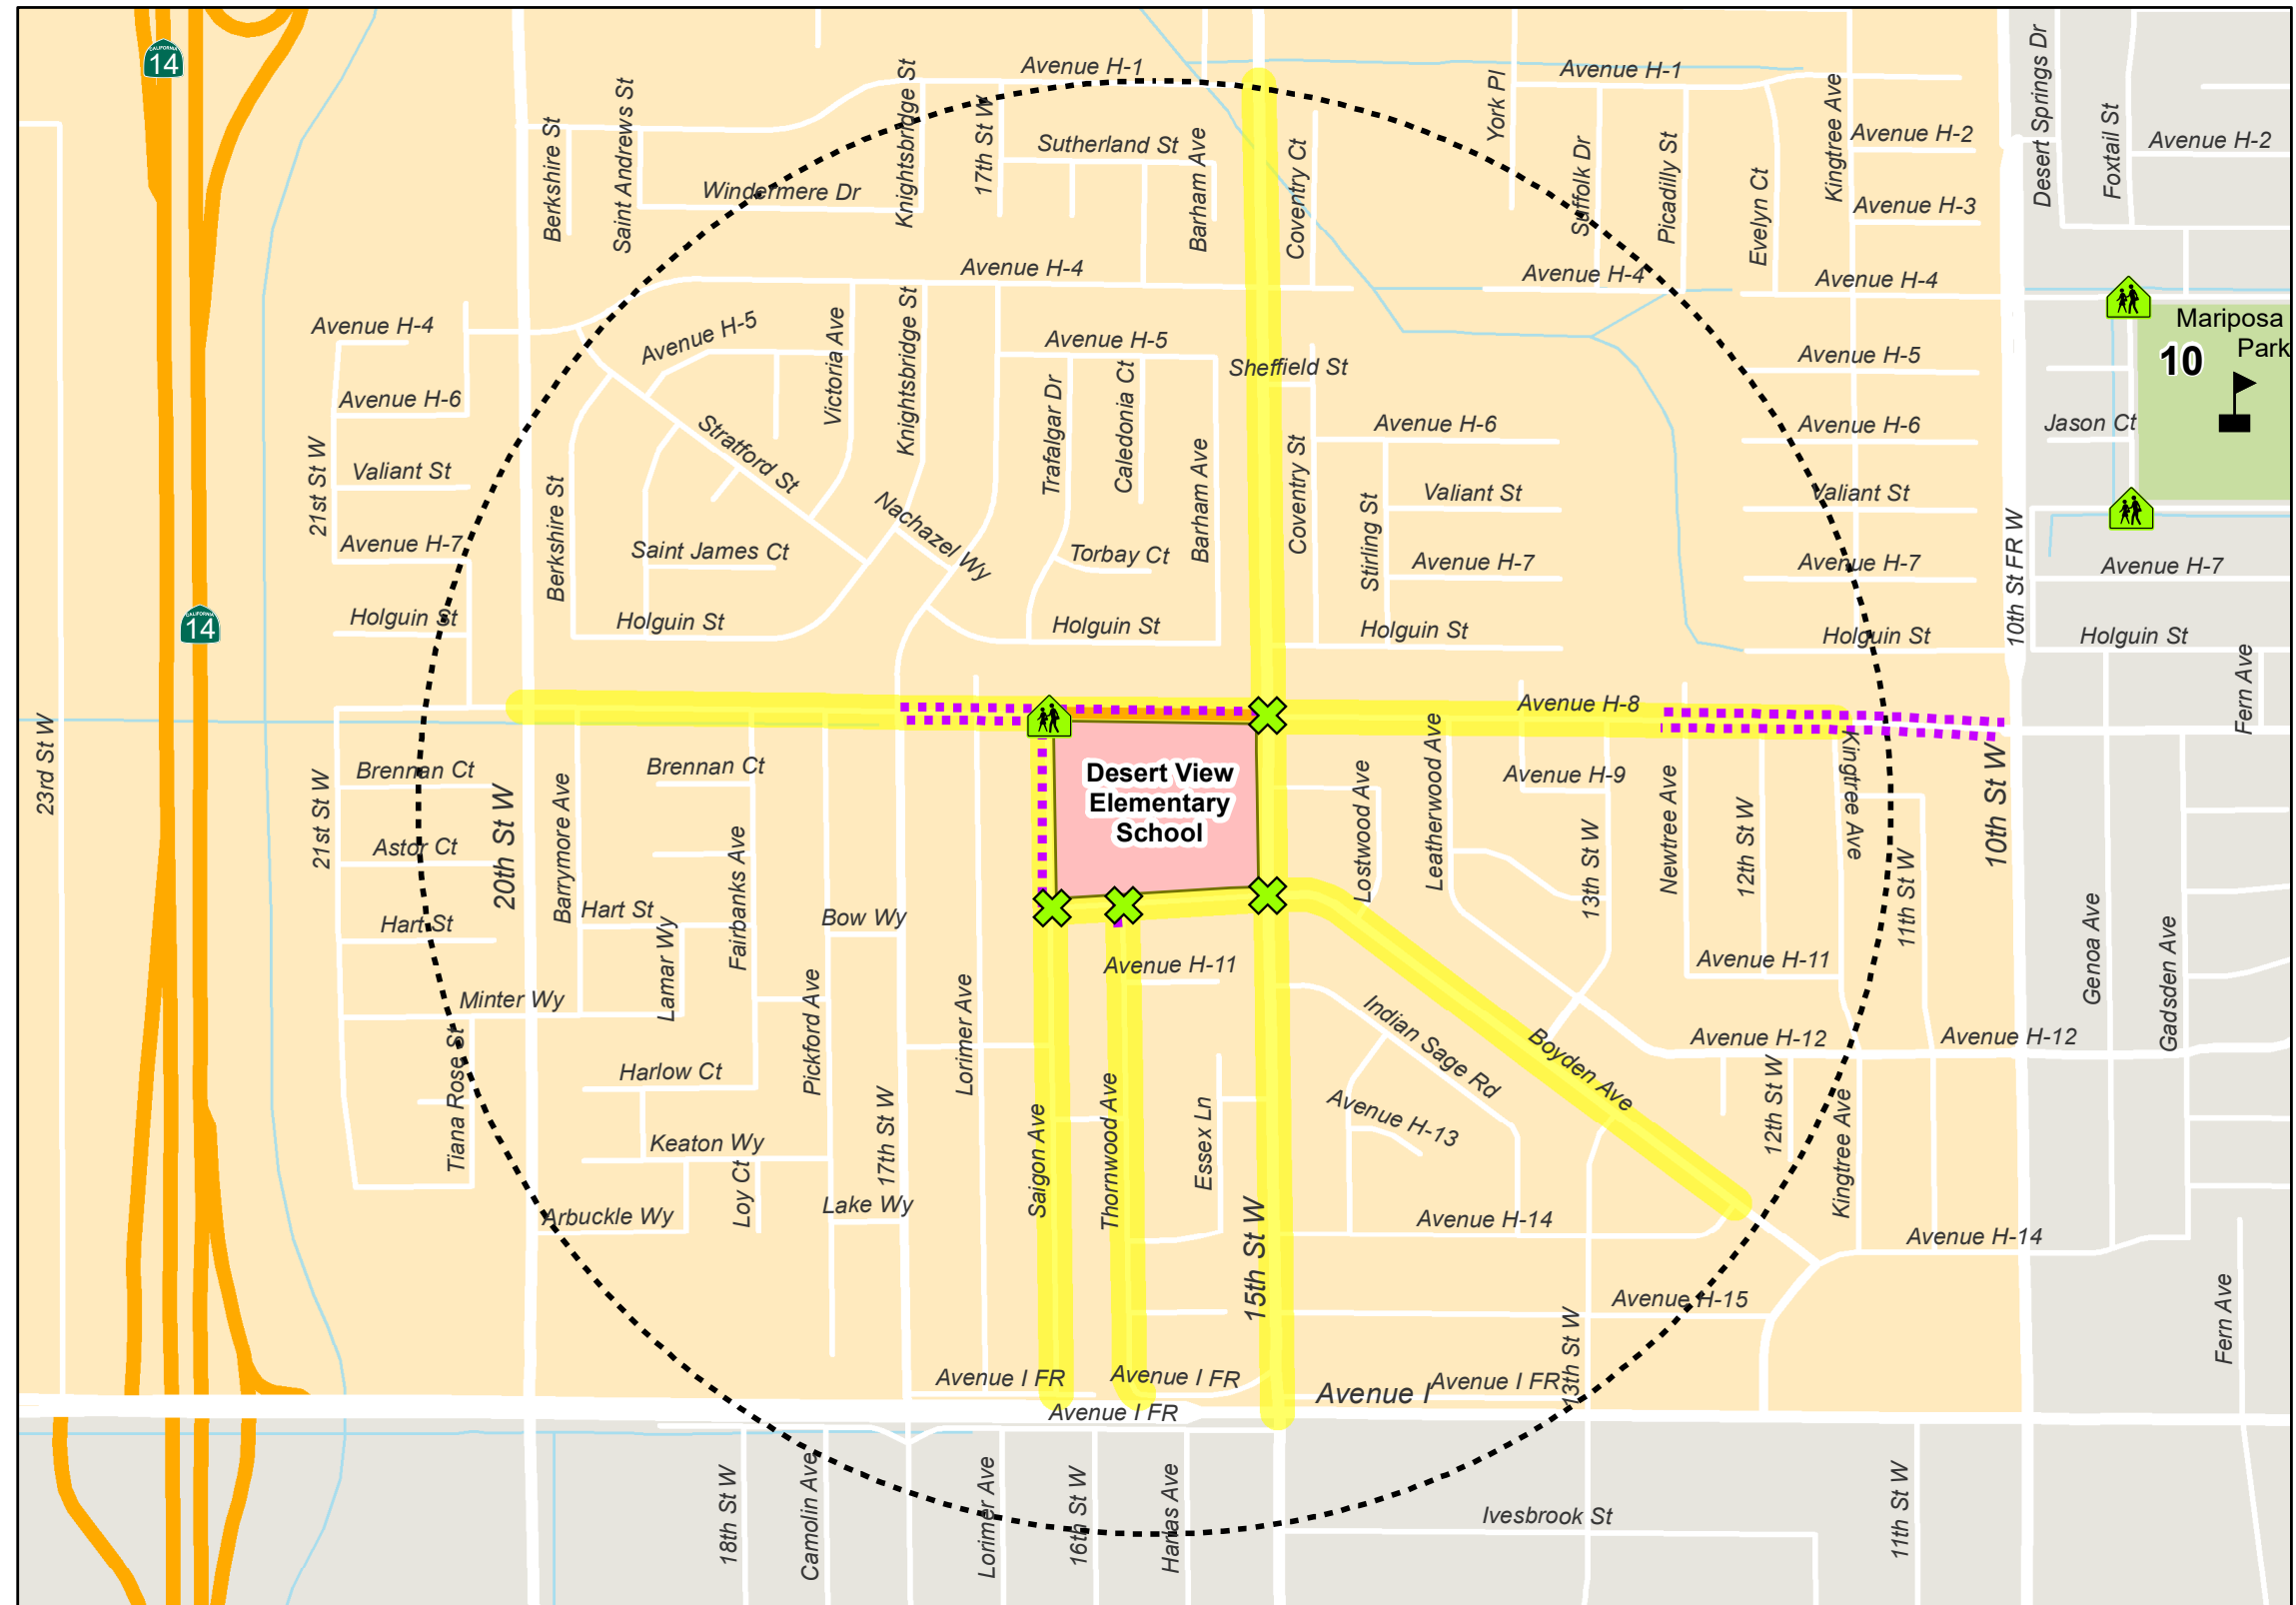 CALIFORNIA
14
Avenue H-1
Avenue H-1
Desert Springs Dr
Knightsbridge St
York Pl
Kingtree Ave
Saint Andrews St
17th St W
Foxtail St
Berkshire St
Barham Ave
Sutherland St
Coventry Ct
Suffolk Dr
Picadilly St
Evelyn Ct
Avenue H-2
Avenue H-2
Windermere Dr
Avenue H-3
Avenue H-4
Avenue H-4
Avenue H-4
Avenue H-4
Mariposa
Park
10
Avenue H-5
Victoria Ave
Knightsbridge St
Avenue H-5
Sheffield St
Avenue H-5
Avenue H-6
Stratford St
Trafalgar Dr
Caledonia Ct
Barham Ave
Coventry St
Avenue H-6
Avenue H-6
Jason Ct
21st St W
Valiant St
Berkshire St
Nachazel Wy
Stirling St
Valiant St
Valiant St
10th St FR W
Avenue H-7
Saint James Ct
Torbay Ct
Avenue H-7
Avenue H-7
Avenue H-7
CALIFORNIA
14
Holguin St
Holguin St
Holguin St
Holguin St
Holguin St
Holguin St
Fern Ave
23rd St W
Avenue H-8
Brennan Ct
Brennan Ct
Desert View
Elementary
School
Leatherwood Ave
Lostwood Ave
Avenue H-9
Newtree Ave
12th St W
Kingtree Ave
10th St W
21st St W
Astor Ct
20th St W
Barrymore Ave
Fairbanks Ave
13th St W
11th St W
Hart St
Hart St
Lamar Wy
Bow Wy
Genoa Ave
Gadsden Ave
Avenue H-11
Avenue H-11
Minter Wy
Pickford Ave
Lorimer Ave
Indian Sage Rd
Boyden Ave
Avenue H-12
Avenue H-12
Tiana Rose St
Harlow Ct
17th St W
Saigon Ave
Thornwood Ave
Essex Ln
Avenue H-13
12th St W
Kingtree Ave
Keaton Wy
Loy Ct
Lake Wy
Arbuckle Wy
15th St W
Avenue H-14
Avenue H-14
Avenue H-15
13th St W
Fern Ave
Avenue I FR
Avenue I FR
Avenue I
Avenue I FR
Avenue I FR
18th St W
Camolin Ave
Lorimer Ave
16th St W
Harlas Ave
Ivesbrook St
11th St W